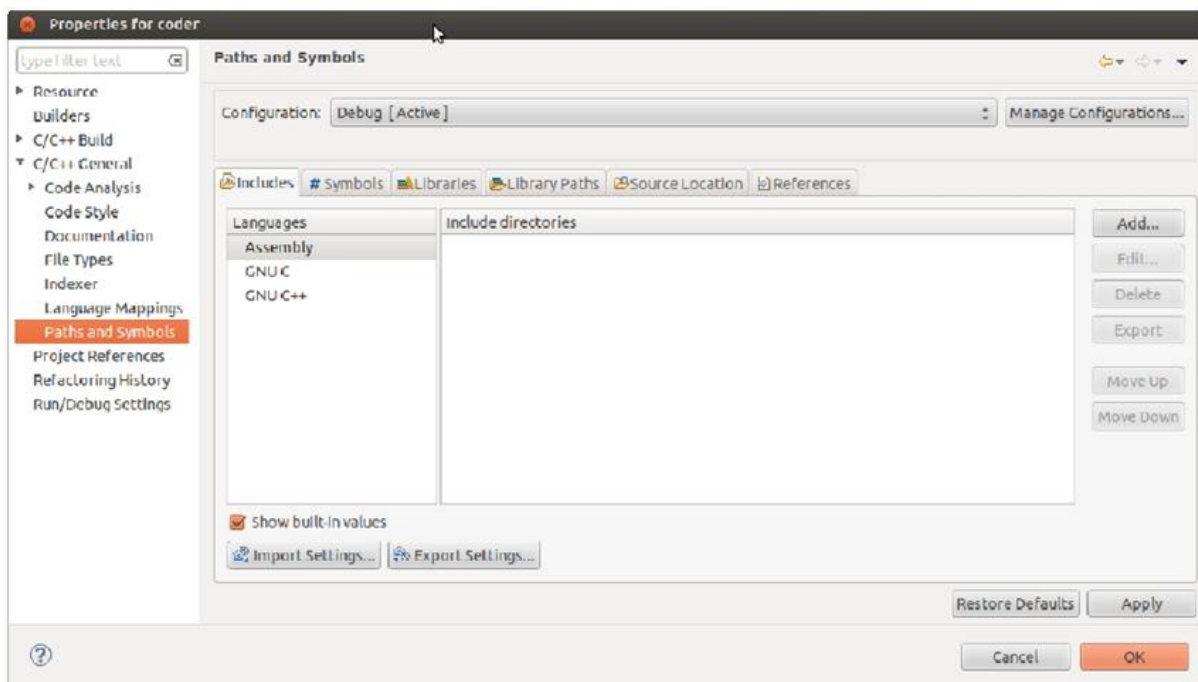 Properties for coder
type filter text
Paths and Symbols
Resource
Builders
C/C++ Build
C/C++ General
Code Analysis
Code Style
Documentation
File Types
Indexer
Language Mappings
Paths and Symbols
Project References
Refactoring History
Run/Debug Settings
Configuration: Debug [ Active ] Manage Configurations...
Includes # Symbols Libraries Library Paths Source Location References
Languages Include directories
Assembly
GNU C
GNU C++
Add...
Edit...
Delete
Export
Move Up
Move Down
Show built-in values
Import Settings... Export Settings...
Restore Defaults Apply
? Cancel OK